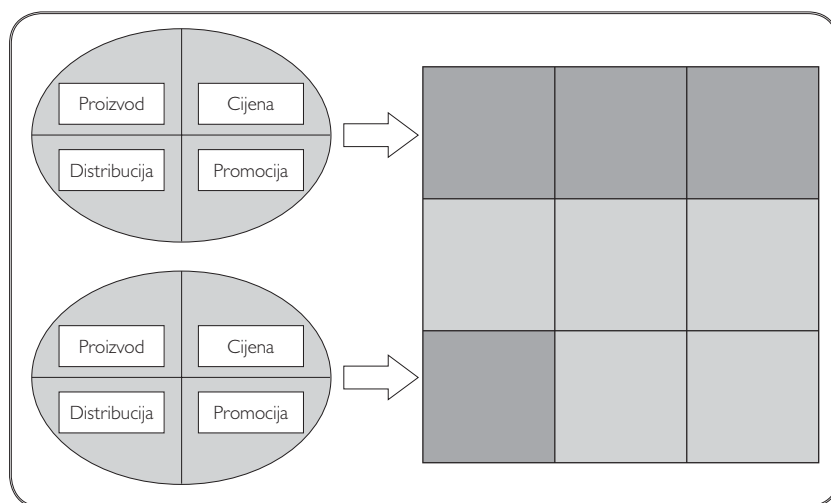 Proizvod
Cijena
Distribucija
Promocija
Proizvod
Cijena
Distribucija
Promocija